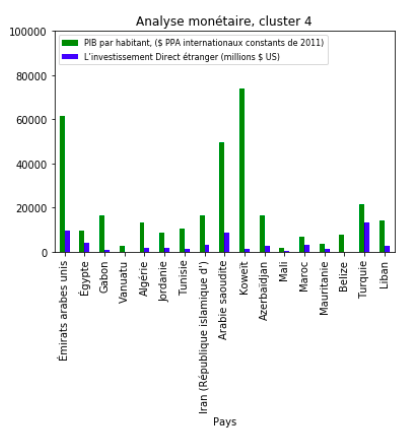 Analyse monétaire, cluster 4
100000
80000
60000
40000
20000
0
PIB par habitant, ($ PPA internationaux constants de 2011)
L'investissement Direct étranger (millions $ US)
Émirats arabes unis
Égypte
Gabon
Vanuatu
Algérie
Jordanie
Tunisie
Iran (République islamique d')
Arabie saoudite
Koweït
Azerbaïdjan
Mali
Maroc
Mauritanie
Belize
Turquie
Liban
Pays